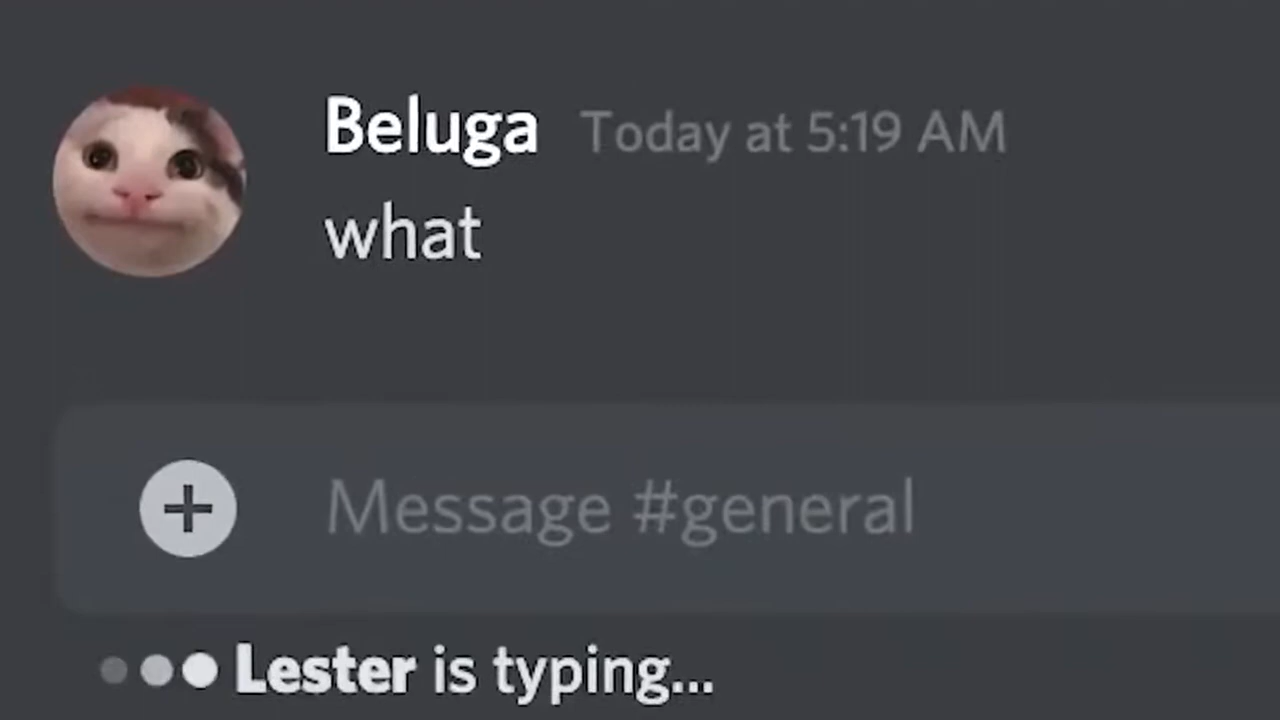 Beluga Today at 5:19 AM
what
Message #general
Lester is typing...